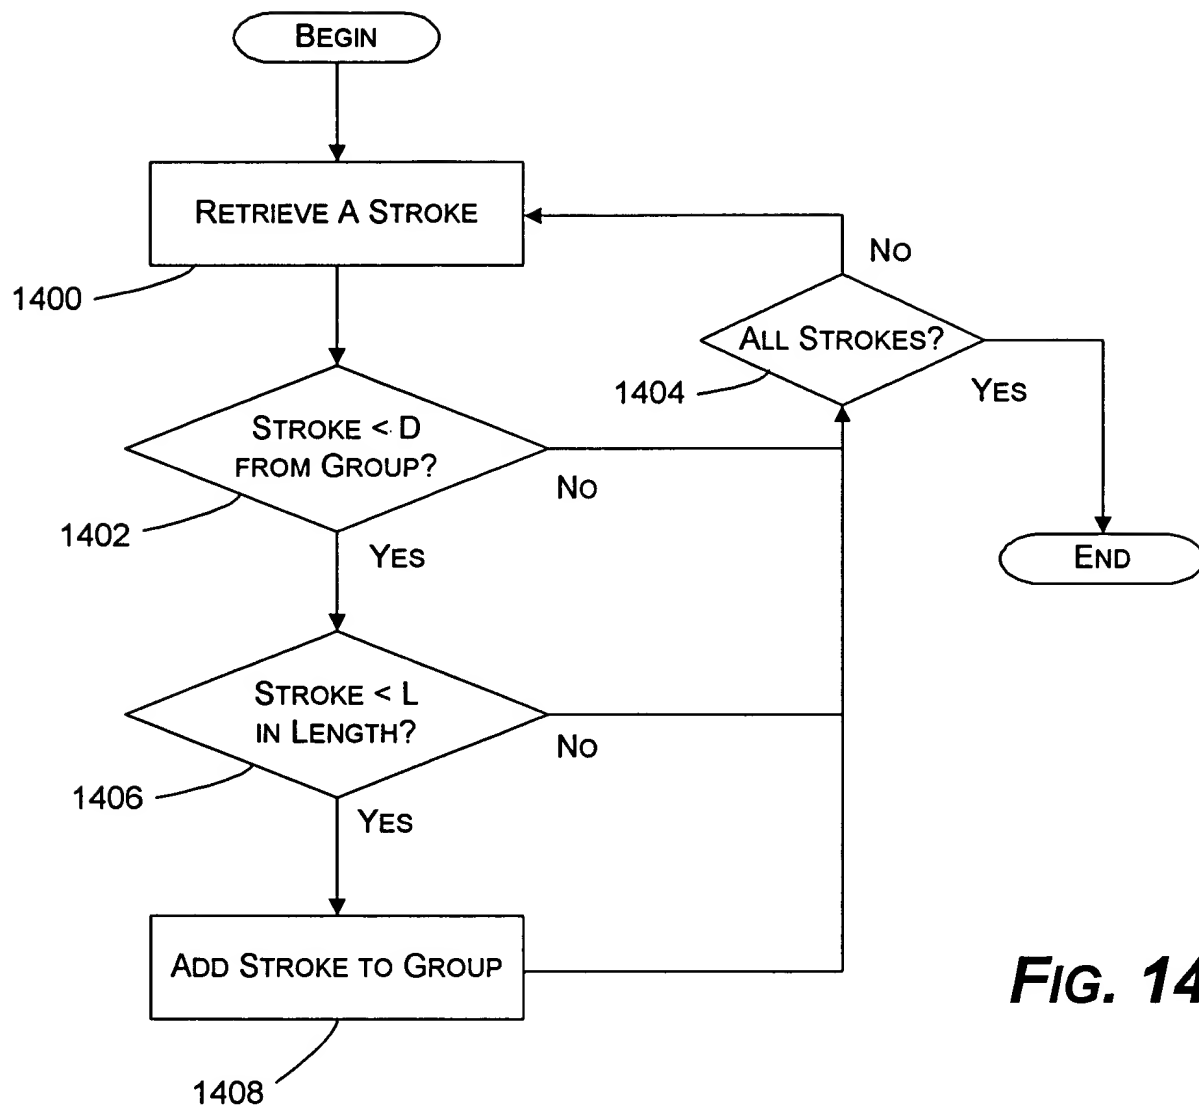 BEGIN
RETRIEVE A STROKE
1400
NO
ALL STROKES?
1404
YES
STROKE < D
FROM GROUP?
NO
1402
YES
END
STROKE < L
IN LENGTH?
NO
1406
YES
ADD STROKE TO GROUP
1408
FIG. 14